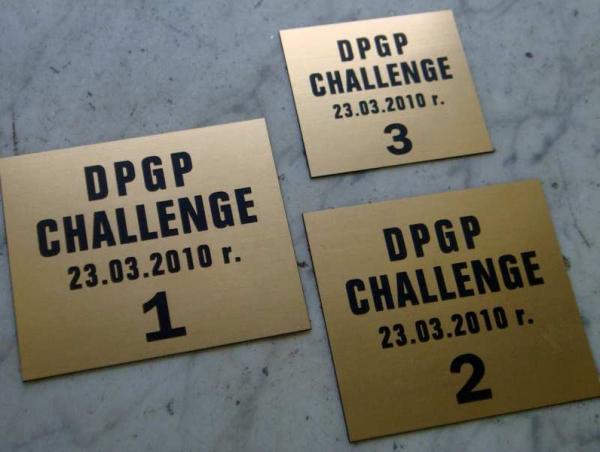 DPGP
CHALLENGE
23.03.2010 r.
1
DPGP
CHALLENGE
23.03.2010 r.
3
DPGP
CHALLENGE
23.03.2010 r.
2